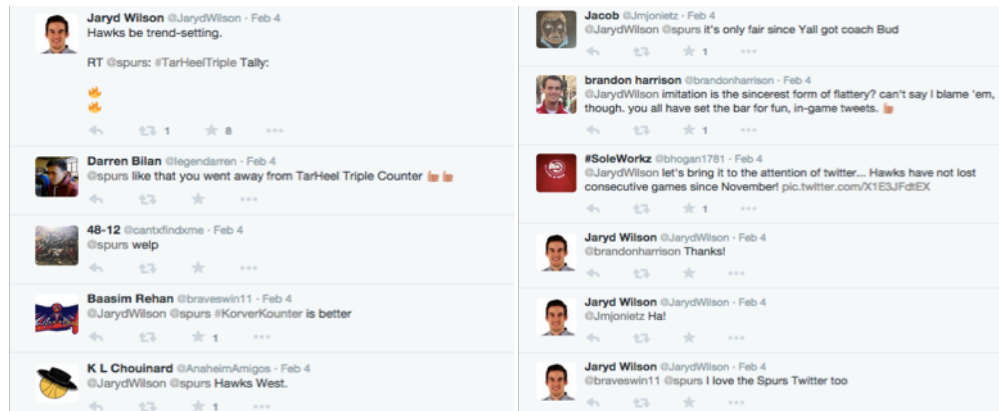 Jaryd Wilson @JarydWilson · Feb 4
Hawks be trend-setting.
RT @spurs: #TarHeelTriple Tally:
🔥
🔥
1 8
Darren Bilan @legendarren · Feb 4
@spurs like that you went away from TarHeel Triple Counter 👍👍
48-12 @cantxfindxme · Feb 4
@spurs welp
Baasim Rehan @braveswin11 · Feb 4
@JarydWilson @spurs #KorverKounter is better
1
K L Chouinard @AnaheimAmigos · Feb 4
@JarydWilson @spurs Hawks West.
1
Jacob @Jmjonietz · Feb 4
@JarydWilson @spurs it's only fair since Yall got coach Bud
1
brandon harrison @brandonharrison · Feb 4
@JarydWilson imitation is the sincerest form of flattery? can't say I blame 'em,
though. you all have set the bar for fun, in-game tweets. 👍
1
#SoleWorkz @bhogan1781 · Feb 4
@JarydWilson let's bring it to the attention of twitter... Hawks have not lost
consecutive games since November! pic.twitter.com/X1E3JFdtEX
1
Jaryd Wilson @JarydWilson · Feb 4
@brandonharrison Thanks!
Jaryd Wilson @JarydWilson · Feb 4
@Jmjonietz Ha!
Jaryd Wilson @JarydWilson · Feb 4
@braveswin11 @spurs I love the Spurs Twitter too